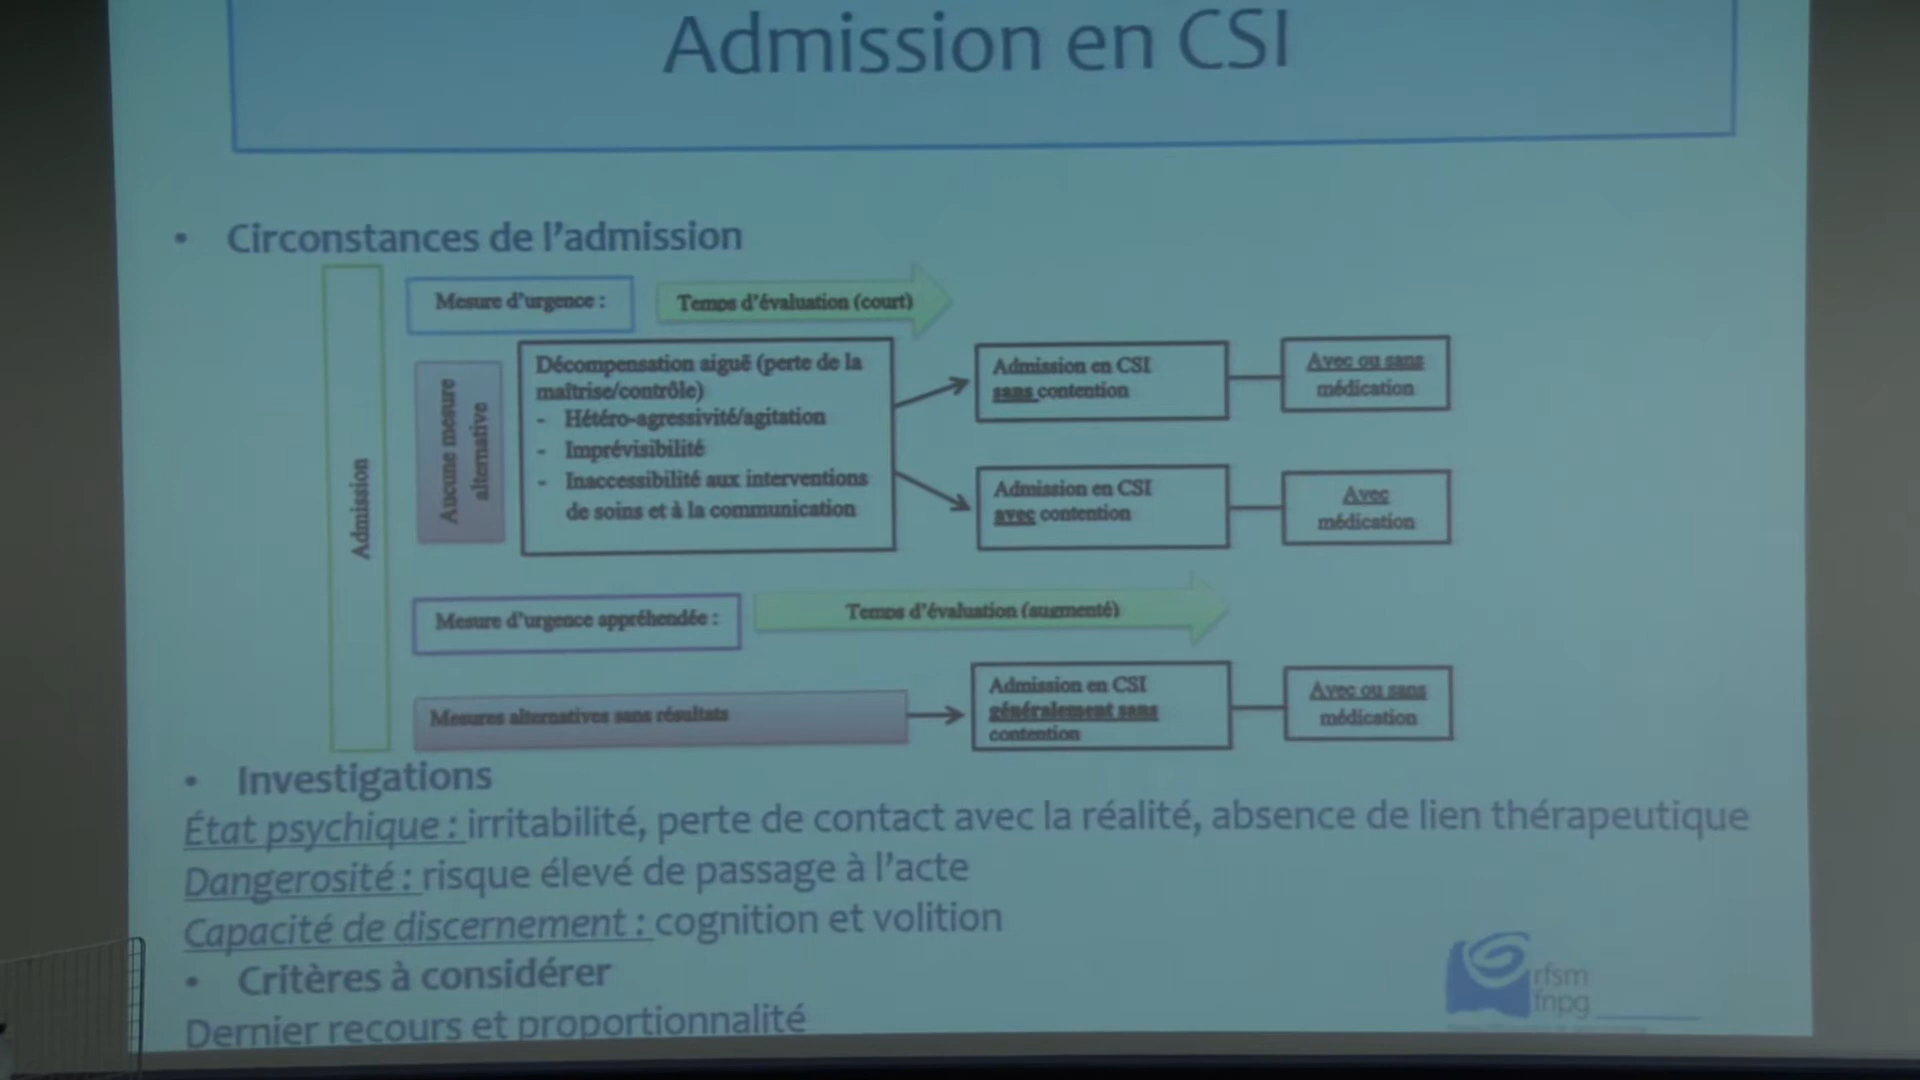 Admission en CSI
• Circonstances de l'admission
Admission
Mesure d'urgence :
Temps d'évaluation (court)
Aucune mesure
alternative
Décompensation aiguë (perte de la
maîtrise/contrôle)
- Hétéro-agressivité/agitation
- Imprévisibilité
- Inaccessibilité aux interventions
de soins et à la communication
Admission en CSI
sans contention
Avec ou sans
médication
Admission en CSI
avec contention
Avec
médication
Mesure d'urgence appréhendée :
Temps d'évaluation (augmenté)
Mesures alternatives sans résultats
Admission en CSI
généralement sans
contention
Avec ou sans
médication
• Investigations
État psychique : irritabilité, perte de contact avec la réalité, absence de lien thérapeutique
Dangerosité : risque élevé de passage à l'acte
Capacité de discernement : cognition et volition
• Critères à considérer
Dernier recours et proportionnalité
rfsm
fnpg